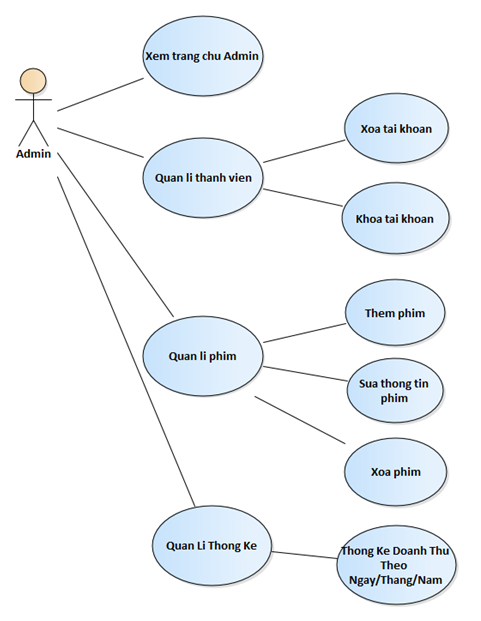 Xem trang chu Admin
Admin
Quan li thanh vien
Xoa tai khoan
Khoa tai khoan
Quan li phim
Them phim
Sua thong tin
phim
Xoa phim
Quan Li Thong Ke
Thong Ke Doanh Thu
Theo
Ngay/Thang/Nam